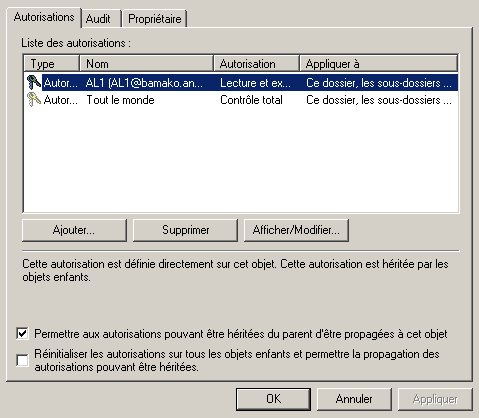 Autorisations Audit Propriétaire
Liste des autorisations :
Type Nom Autorisation Appliquer à
Autor... AL1 (AL1@bamako.an... Lecture et ex... Ce dossier, les sous-dossiers ...
Autor... Tout le monde Contrôle total Ce dossier, les sous-dossiers ...
Ajouter... Supprimer Afficher/Modifier...
Cette autorisation est définie directement sur cet objet. Cette autorisation est héritée par les
objets enfants.
Permettre aux autorisations pouvant être héritées du parent d'être propagées à cet objet
Réinitialiser les autorisations sur tous les objets enfants et permettre la propagation des
autorisations pouvant être héritées.
OK Annuler Appliquer